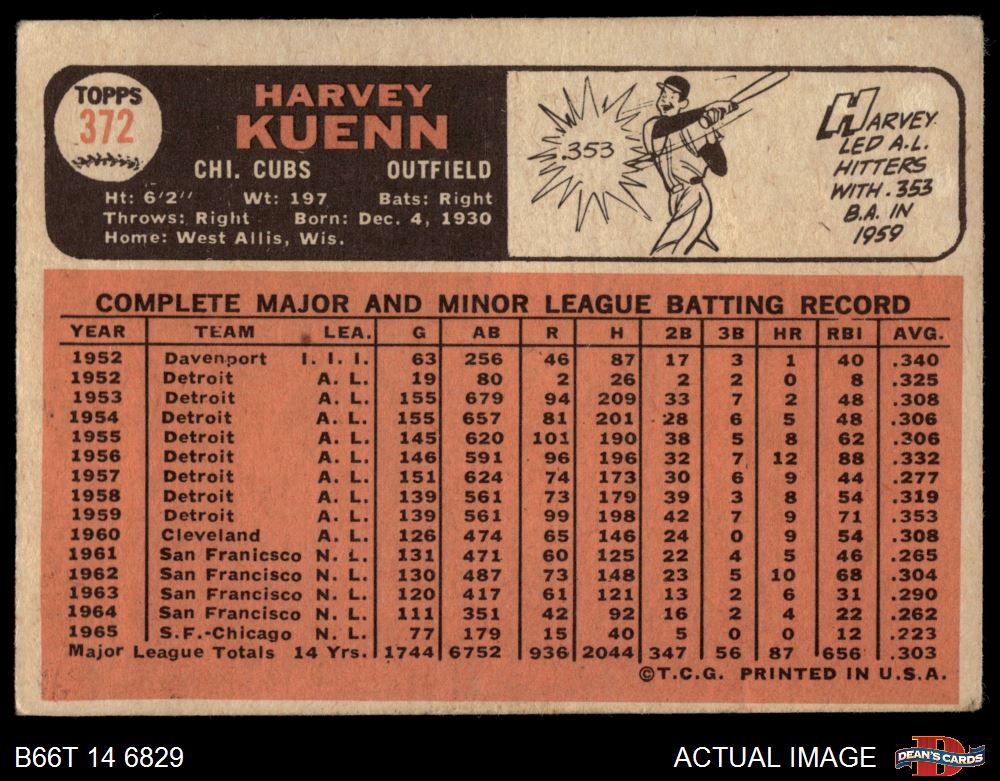 TOPPS
372
HARVEY
KUENN
CHI. CUBS OUTFIELD
Ht: 6'2" Wt: 197 Bats: Right
Throws: Right Born: Dec. 4, 1930
Home: West Allis, Wis.
.353
HARVEY
LED A.L.
HITTERS
WITH .353
B.A. IN
1959
COMPLETE MAJOR AND MINOR LEAGUE BATTING RECORD
YEAR TEAM LEA. G AB R H 2B 3B HR RBI AVG.
1952 Davenport I. I. I. 63 256 46 87 17 3 1 40 .340
1952 Detroit A. L. 19 80 2 26 2 2 0 8 .325
1953 Detroit A. L. 155 679 94 209 33 7 2 48 .308
1954 Detroit A. L. 155 657 81 201 28 6 5 48 .306
1955 Detroit A. L. 145 620 101 190 38 5 8 62 .306
1956 Detroit A. L. 146 591 96 196 32 7 12 88 .332
1957 Detroit A. L. 151 624 74 173 30 6 9 44 .277
1958 Detroit A. L. 139 561 73 179 39 3 8 54 .319
1959 Detroit A. L. 139 561 99 198 42 7 9 71 .353
1960 Cleveland A. L. 126 474 65 146 24 0 9 54 .308
1961 San Franicsco N. L. 131 471 60 125 22 4 5 46 .265
1962 San Francisco N. L. 130 487 73 148 23 5 10 68 .304
1963 San Francisco N. L. 120 417 61 121 13 2 6 31 .290
1964 San Francisco N. L. 111 351 42 92 16 2 4 22 .262
1965 S.F.-Chicago N. L. 77 179 15 40 5 0 0 12 .223
Major League Totals 14 Yrs. 1744 6752 936 2044 347 56 87 656 .303
©T.C.G. PRINTED IN U.S.A.
B66T 14 6829
ACTUAL IMAGE
DEAN'S CARDS